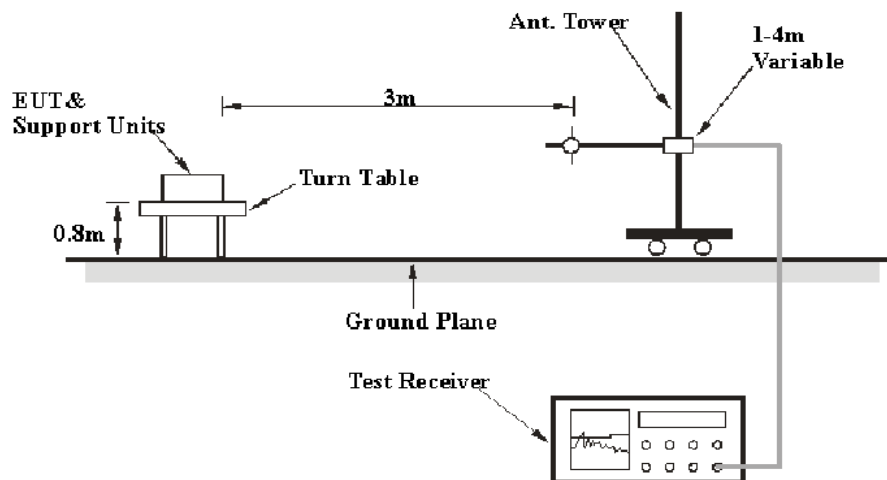 Ant. Tower
1-4m
Variable
3m
EUT&
Support Units
Turn Table
0.8m
Ground Plane
Test Receiver